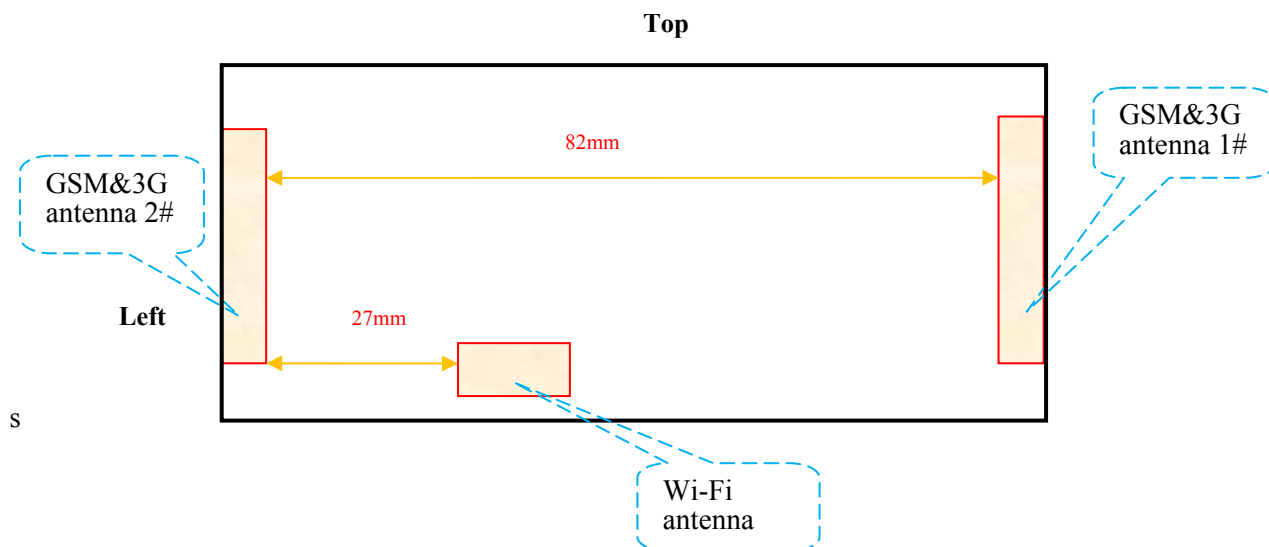 Top
GSM&3G
antenna 1#
82mm
GSM&3G
antenna 2#
Left
27mm
s
Wi-Fi
antenna